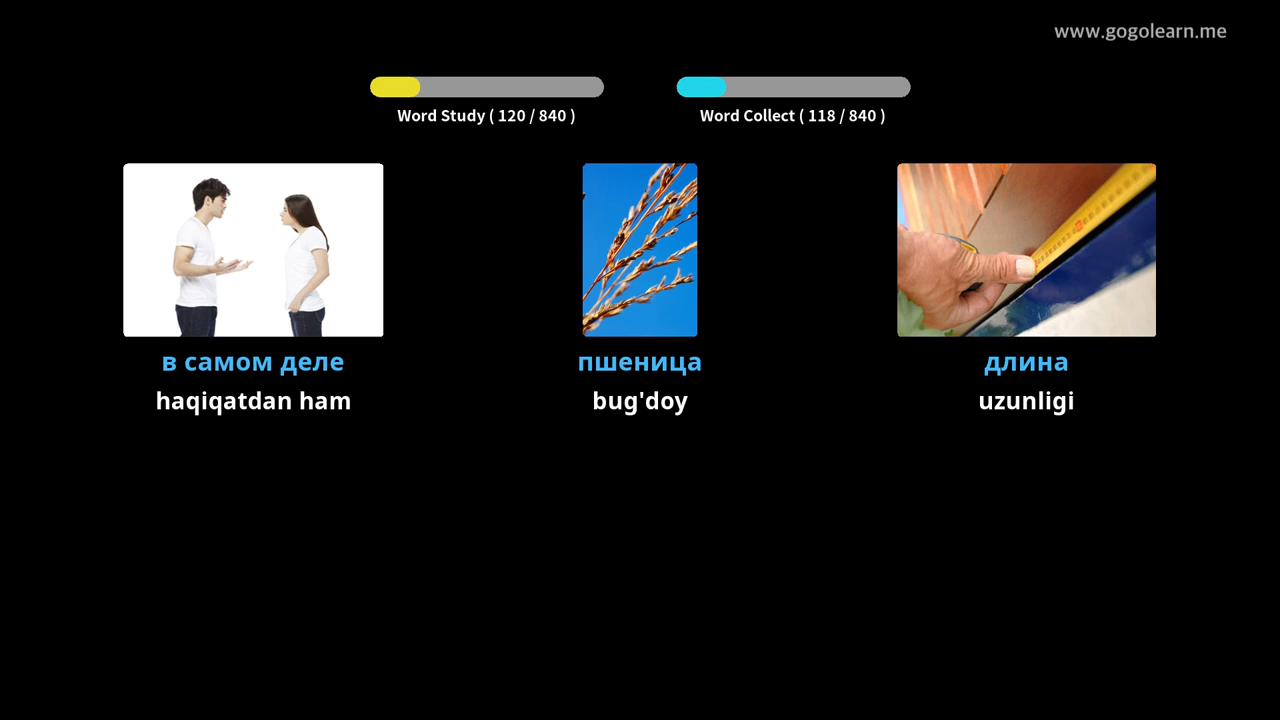 www.gogolearn.me
Word Study ( 120 / 840 )
Word Collect ( 118 / 840 )
в самом деле
haqiqatdan ham
пшеница
bug'doy
длина
uzunligi